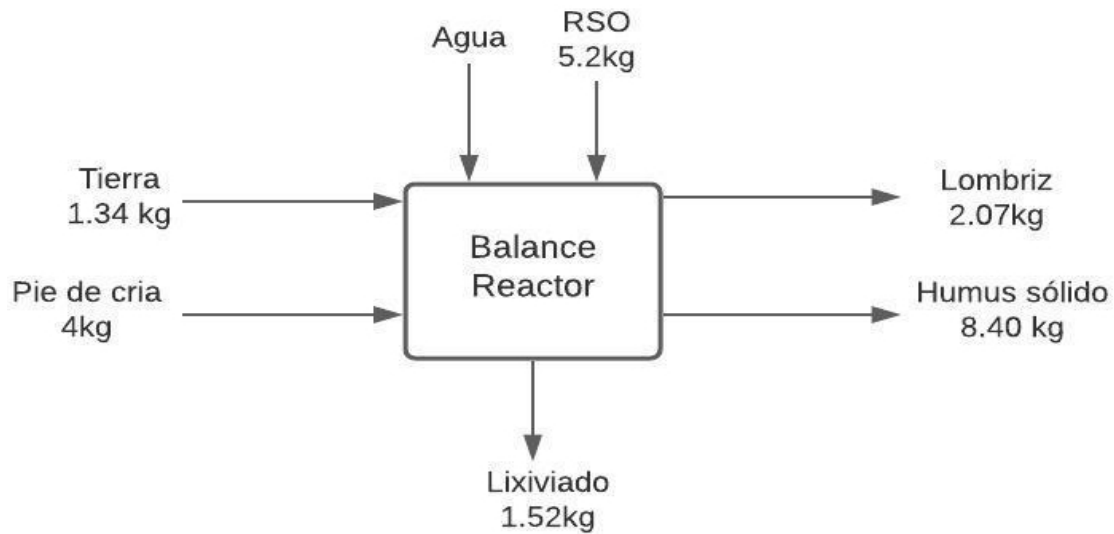 Agua
RSO
5.2kg
Tierra
1.34 kg
Pie de cria
4kg
Balance
Reactor
Lombriz
2.07kg
Humus sólido
8.40 kg
Lixiviado
1.52kg